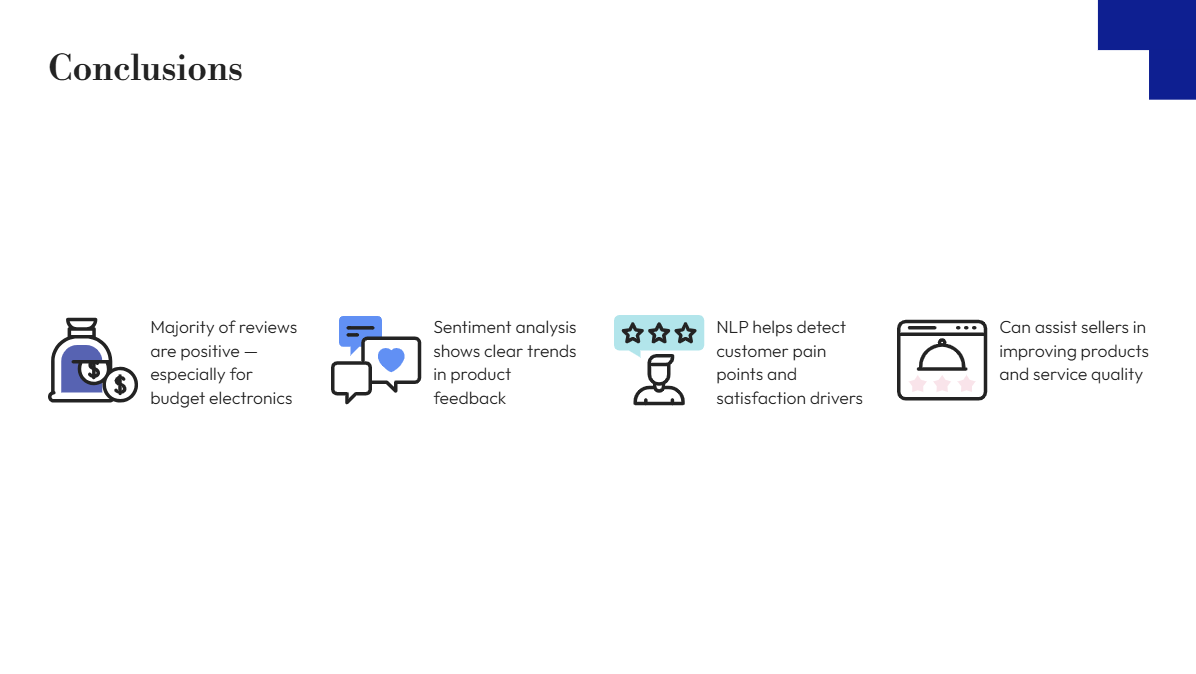 Conclusions
Majority of reviews
are positive —
especially for
budget electronics
Sentiment analysis
shows clear trends
in product
feedback
NLP helps detect
customer pain
points and
satisfaction drivers
Can assist sellers in
improving products
and service quality
$
$